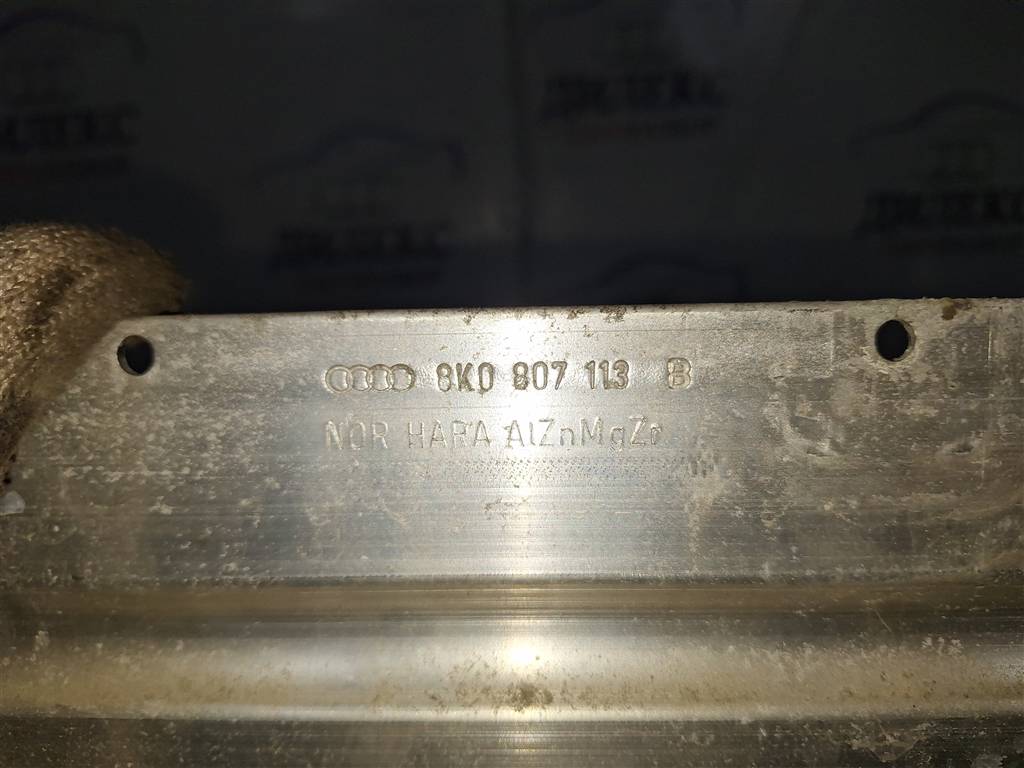 8K0 807 113 B
NOR HARA AlZnMgZr